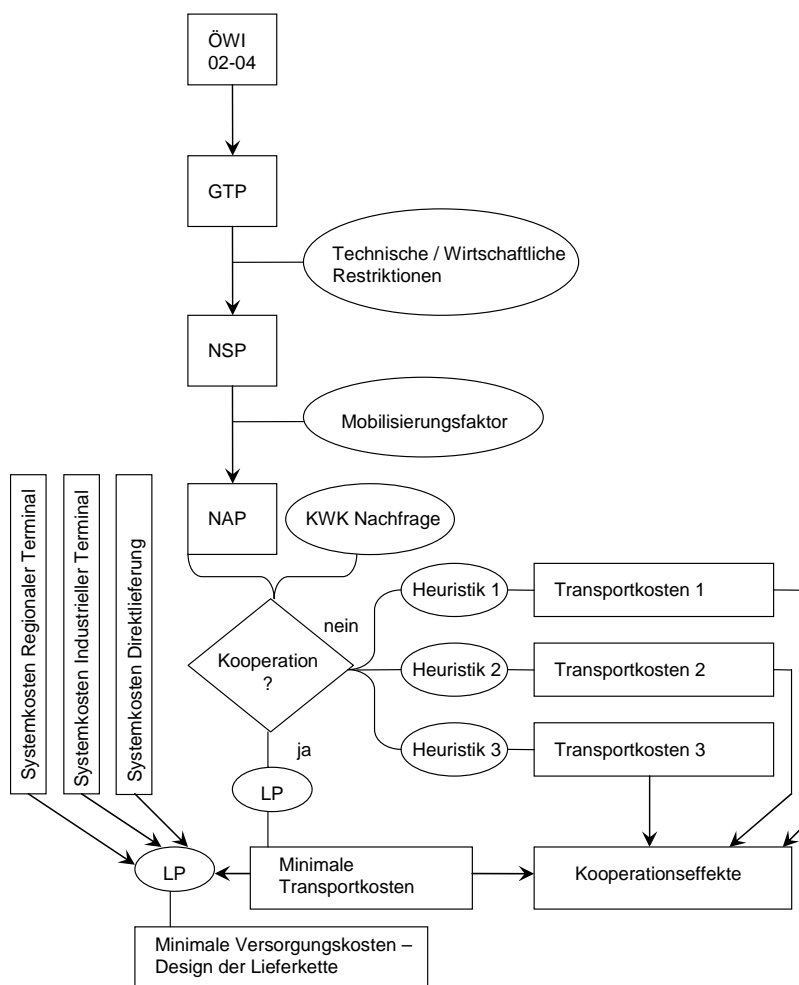 ÖWI
02-04
GTP
Technische / Wirtschaftliche
Restriktionen
NSP
Mobilisierungsfaktor
NAP
KWK Nachfrage
Systemkosten Regionaler Terminal
Systemkosten Industrieller Terminal
Systemkosten Direktlieferung
Kooperation
?
nein
ja
Heuristik 1
Transportkosten 1
Heuristik 2
Transportkosten 2
Heuristik 3
Transportkosten 3
LP
LP
Minimale
Transportkosten
Kooperationseffekte
Minimale Versorgungskosten –
Design der Lieferkette